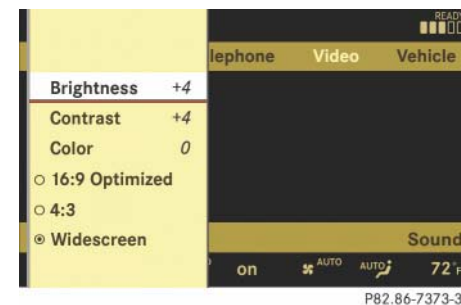 READY
lephone Video Vehicle
Brightness +4
Contrast +4
Color 0
16:9 Optimized
4:3
Widescreen
Sound
on AUTO AUTO 72°F
P82.86-7373-3